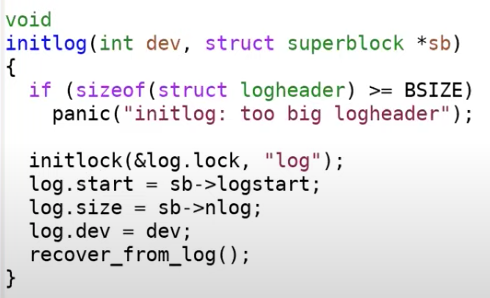 void
initlog(int dev, struct superblock *sb)
{
  if (sizeof(struct logheader) >= BSIZE)
    panic("initlog: too big logheader");

  initlock(&log.lock, "log");
  log.start = sb->logstart;
  log.size = sb->nlog;
  log.dev = dev;
  recover_from_log();
}